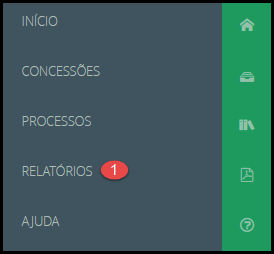 INÍCIO
CONCESSÕES
PROCESSOS
RELATÓRIOS 1
AJUDA